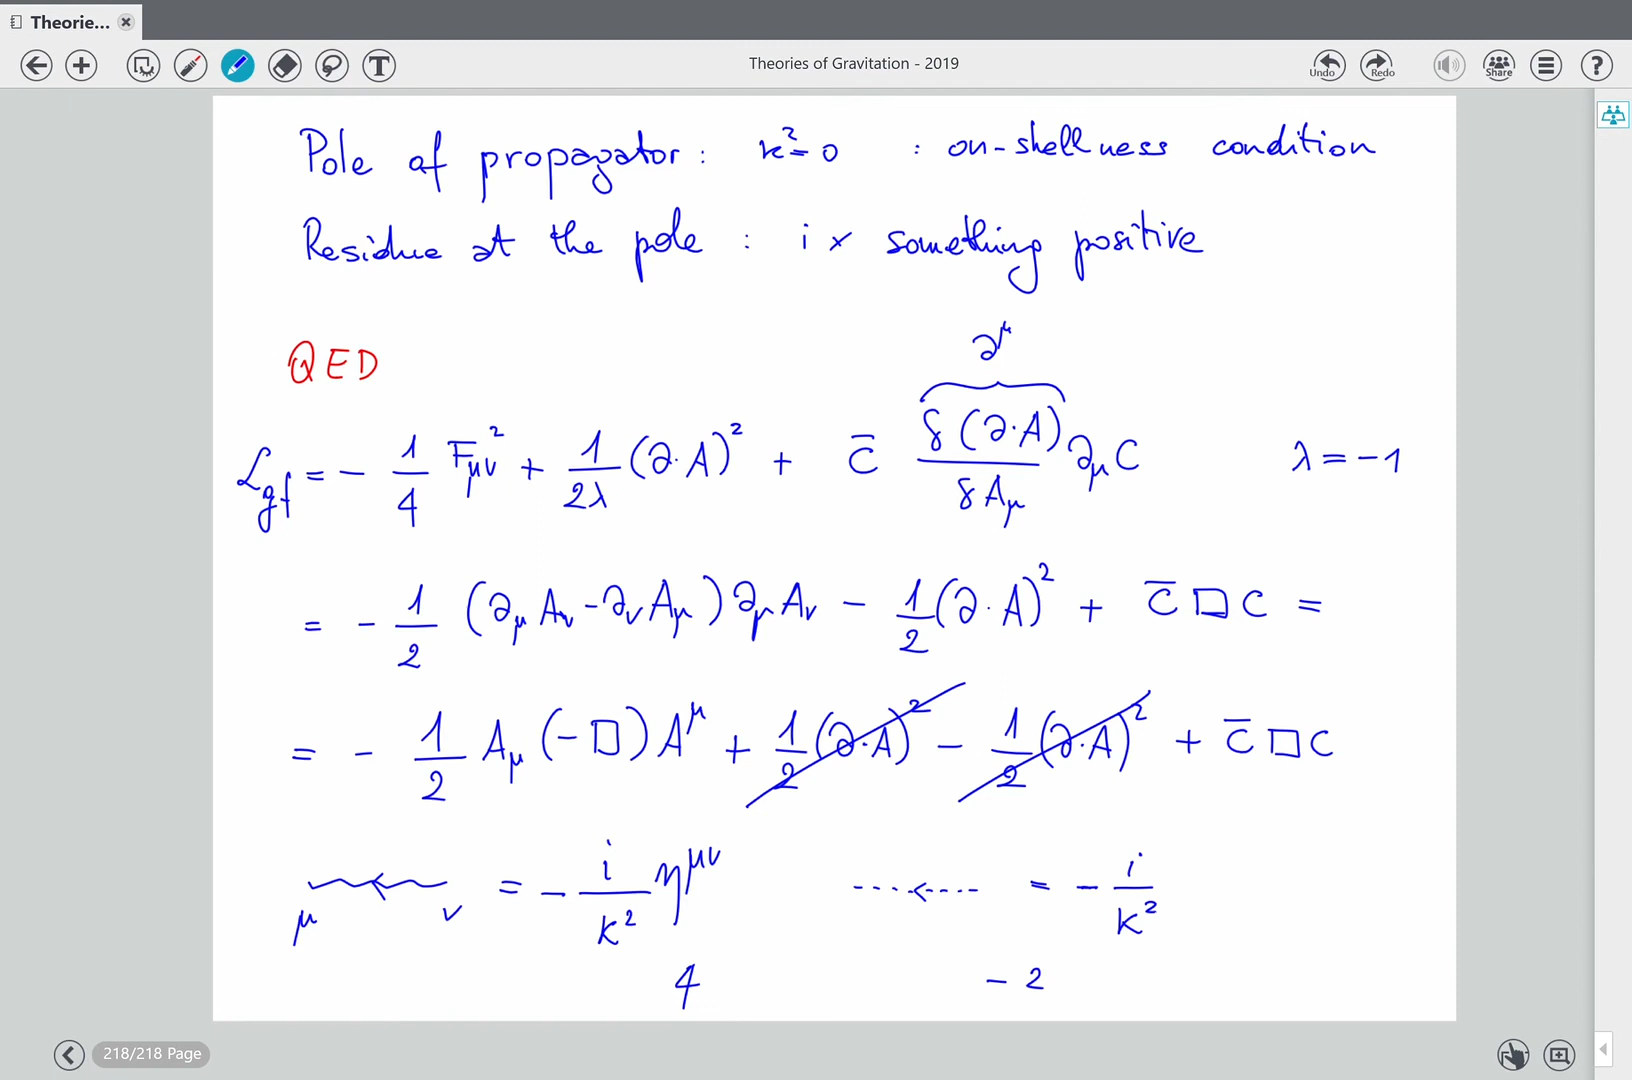 Theorie...
Theories of Gravitation - 2019
Undo Redo Share ?
Pole of propagator : k² = 0 : on-shellness condition
Residue at the pole : i × something positive
QED
∂^μ
ℒ_gf = - 1/4 F_μν² + 1/2λ (∂·A)² + C̄ δ(∂·A)/δA_μ ∂_μ C λ = -1
= - 1/2 (∂_μ A_ν - ∂_ν A_μ) ∂_μ A_ν - 1/2 (∂·A)² + C̄ □ C =
= - 1/2 A_μ (-□) A^μ + 1/2 (∂·A)² - 1/2 (∂·A)² + C̄ □ C
μ ν = - i/k² η^μν = - i/k²
4 - 2
218/218 Page